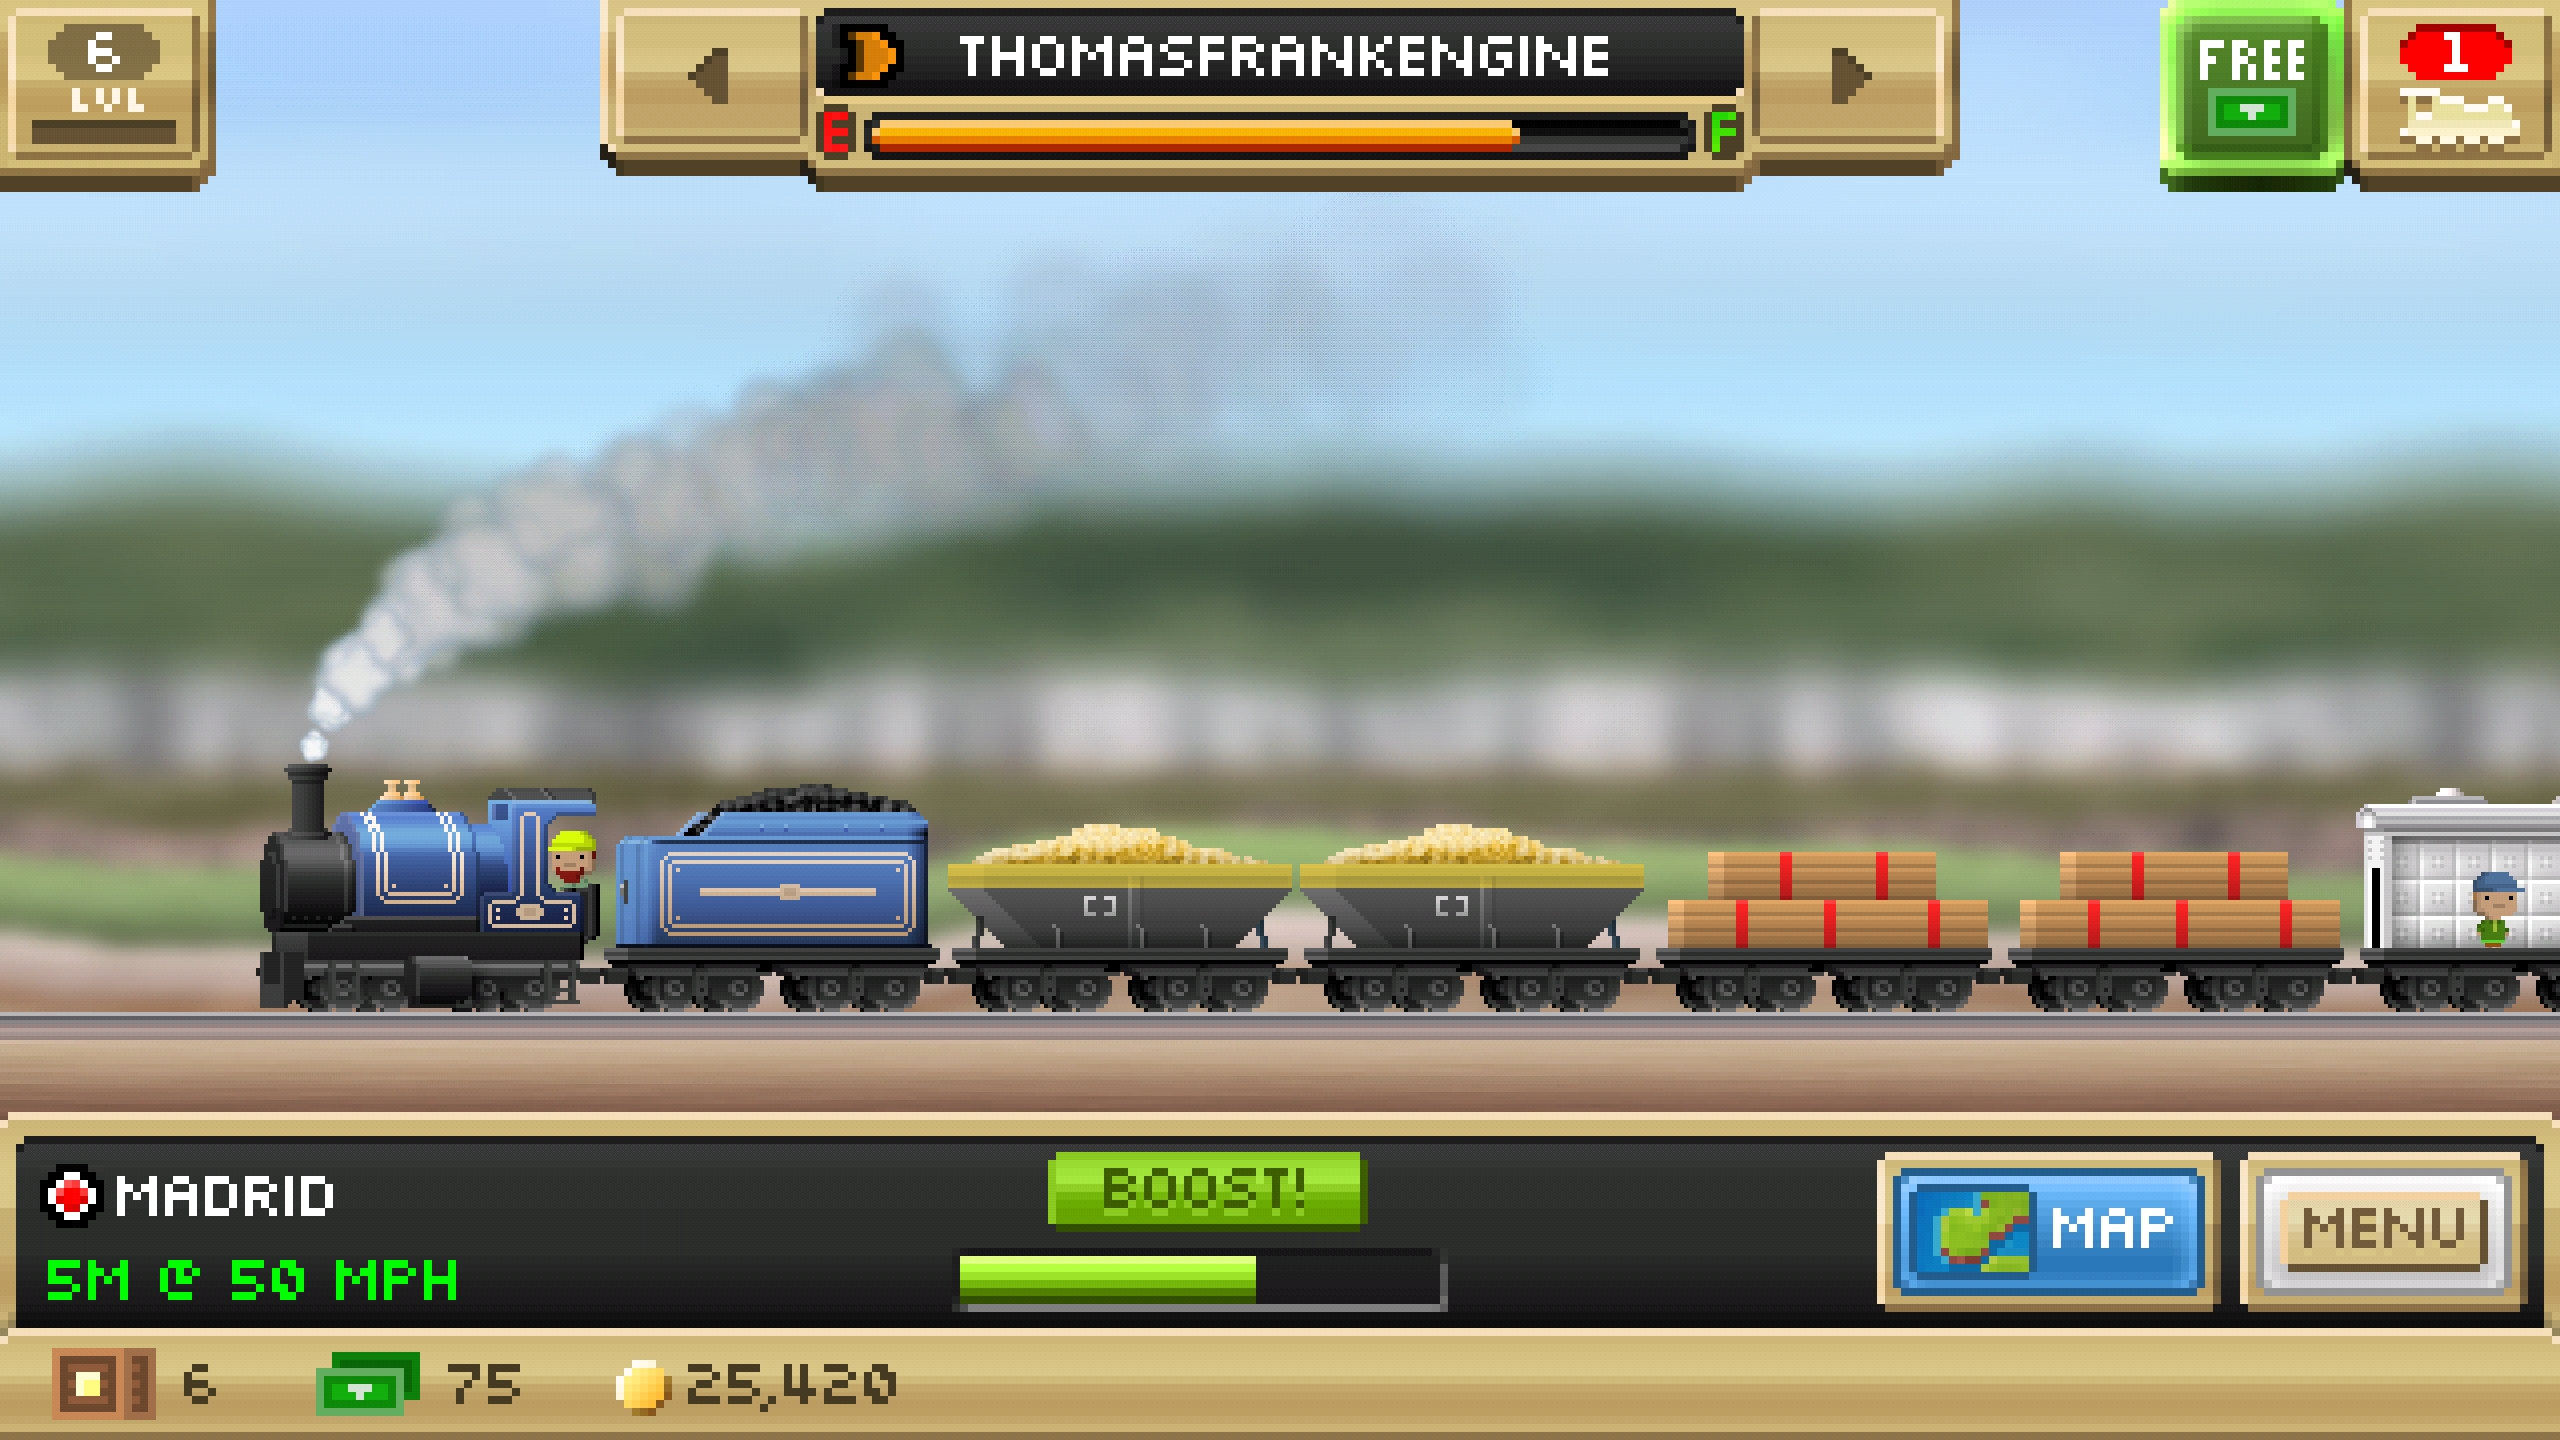 6
LVL
THOMASFRANKENGINE
E F
FREE
1
MADRID
5M @ 50 MPH
BOOST!
MAP
MENU
6
75
25,420